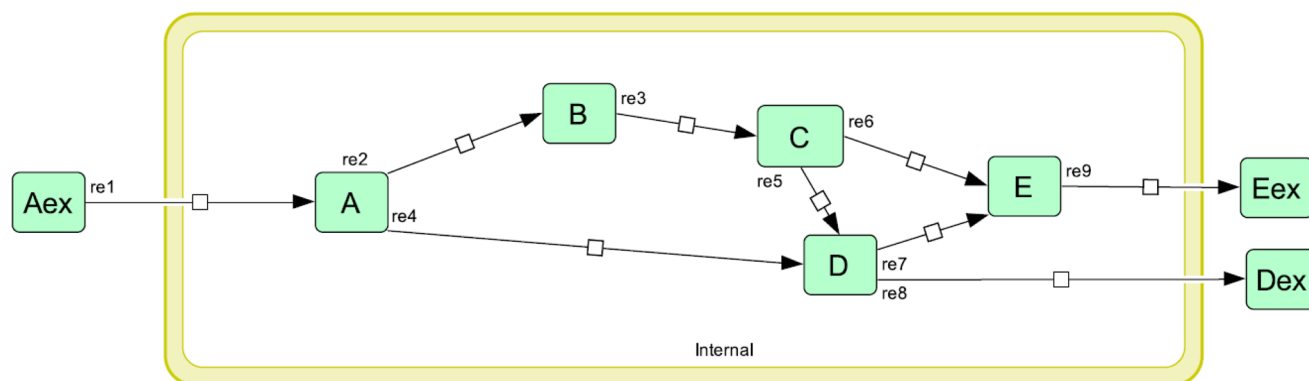 Aex
re1
re2
A
re4
B
re3
C
re6
re5
D
re7
re8
E
re9
Eex
Dex
Internal